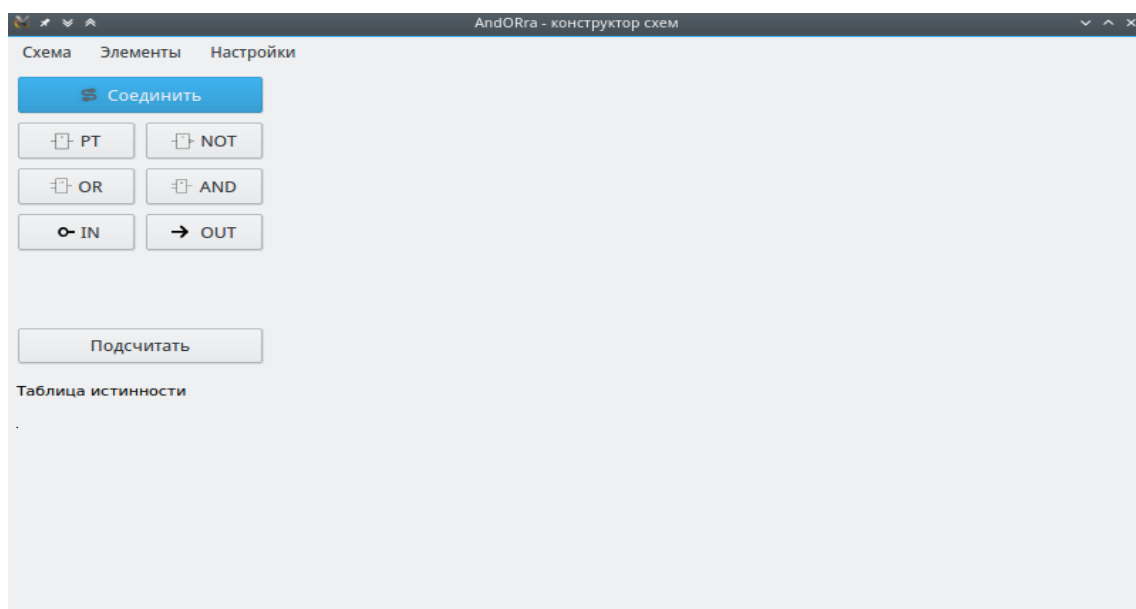 AndORra - конструктор схем
Схема Элементы Настройки
Соединить
PT NOT
OR AND
IN OUT
Подсчитать
Таблица истинности
.